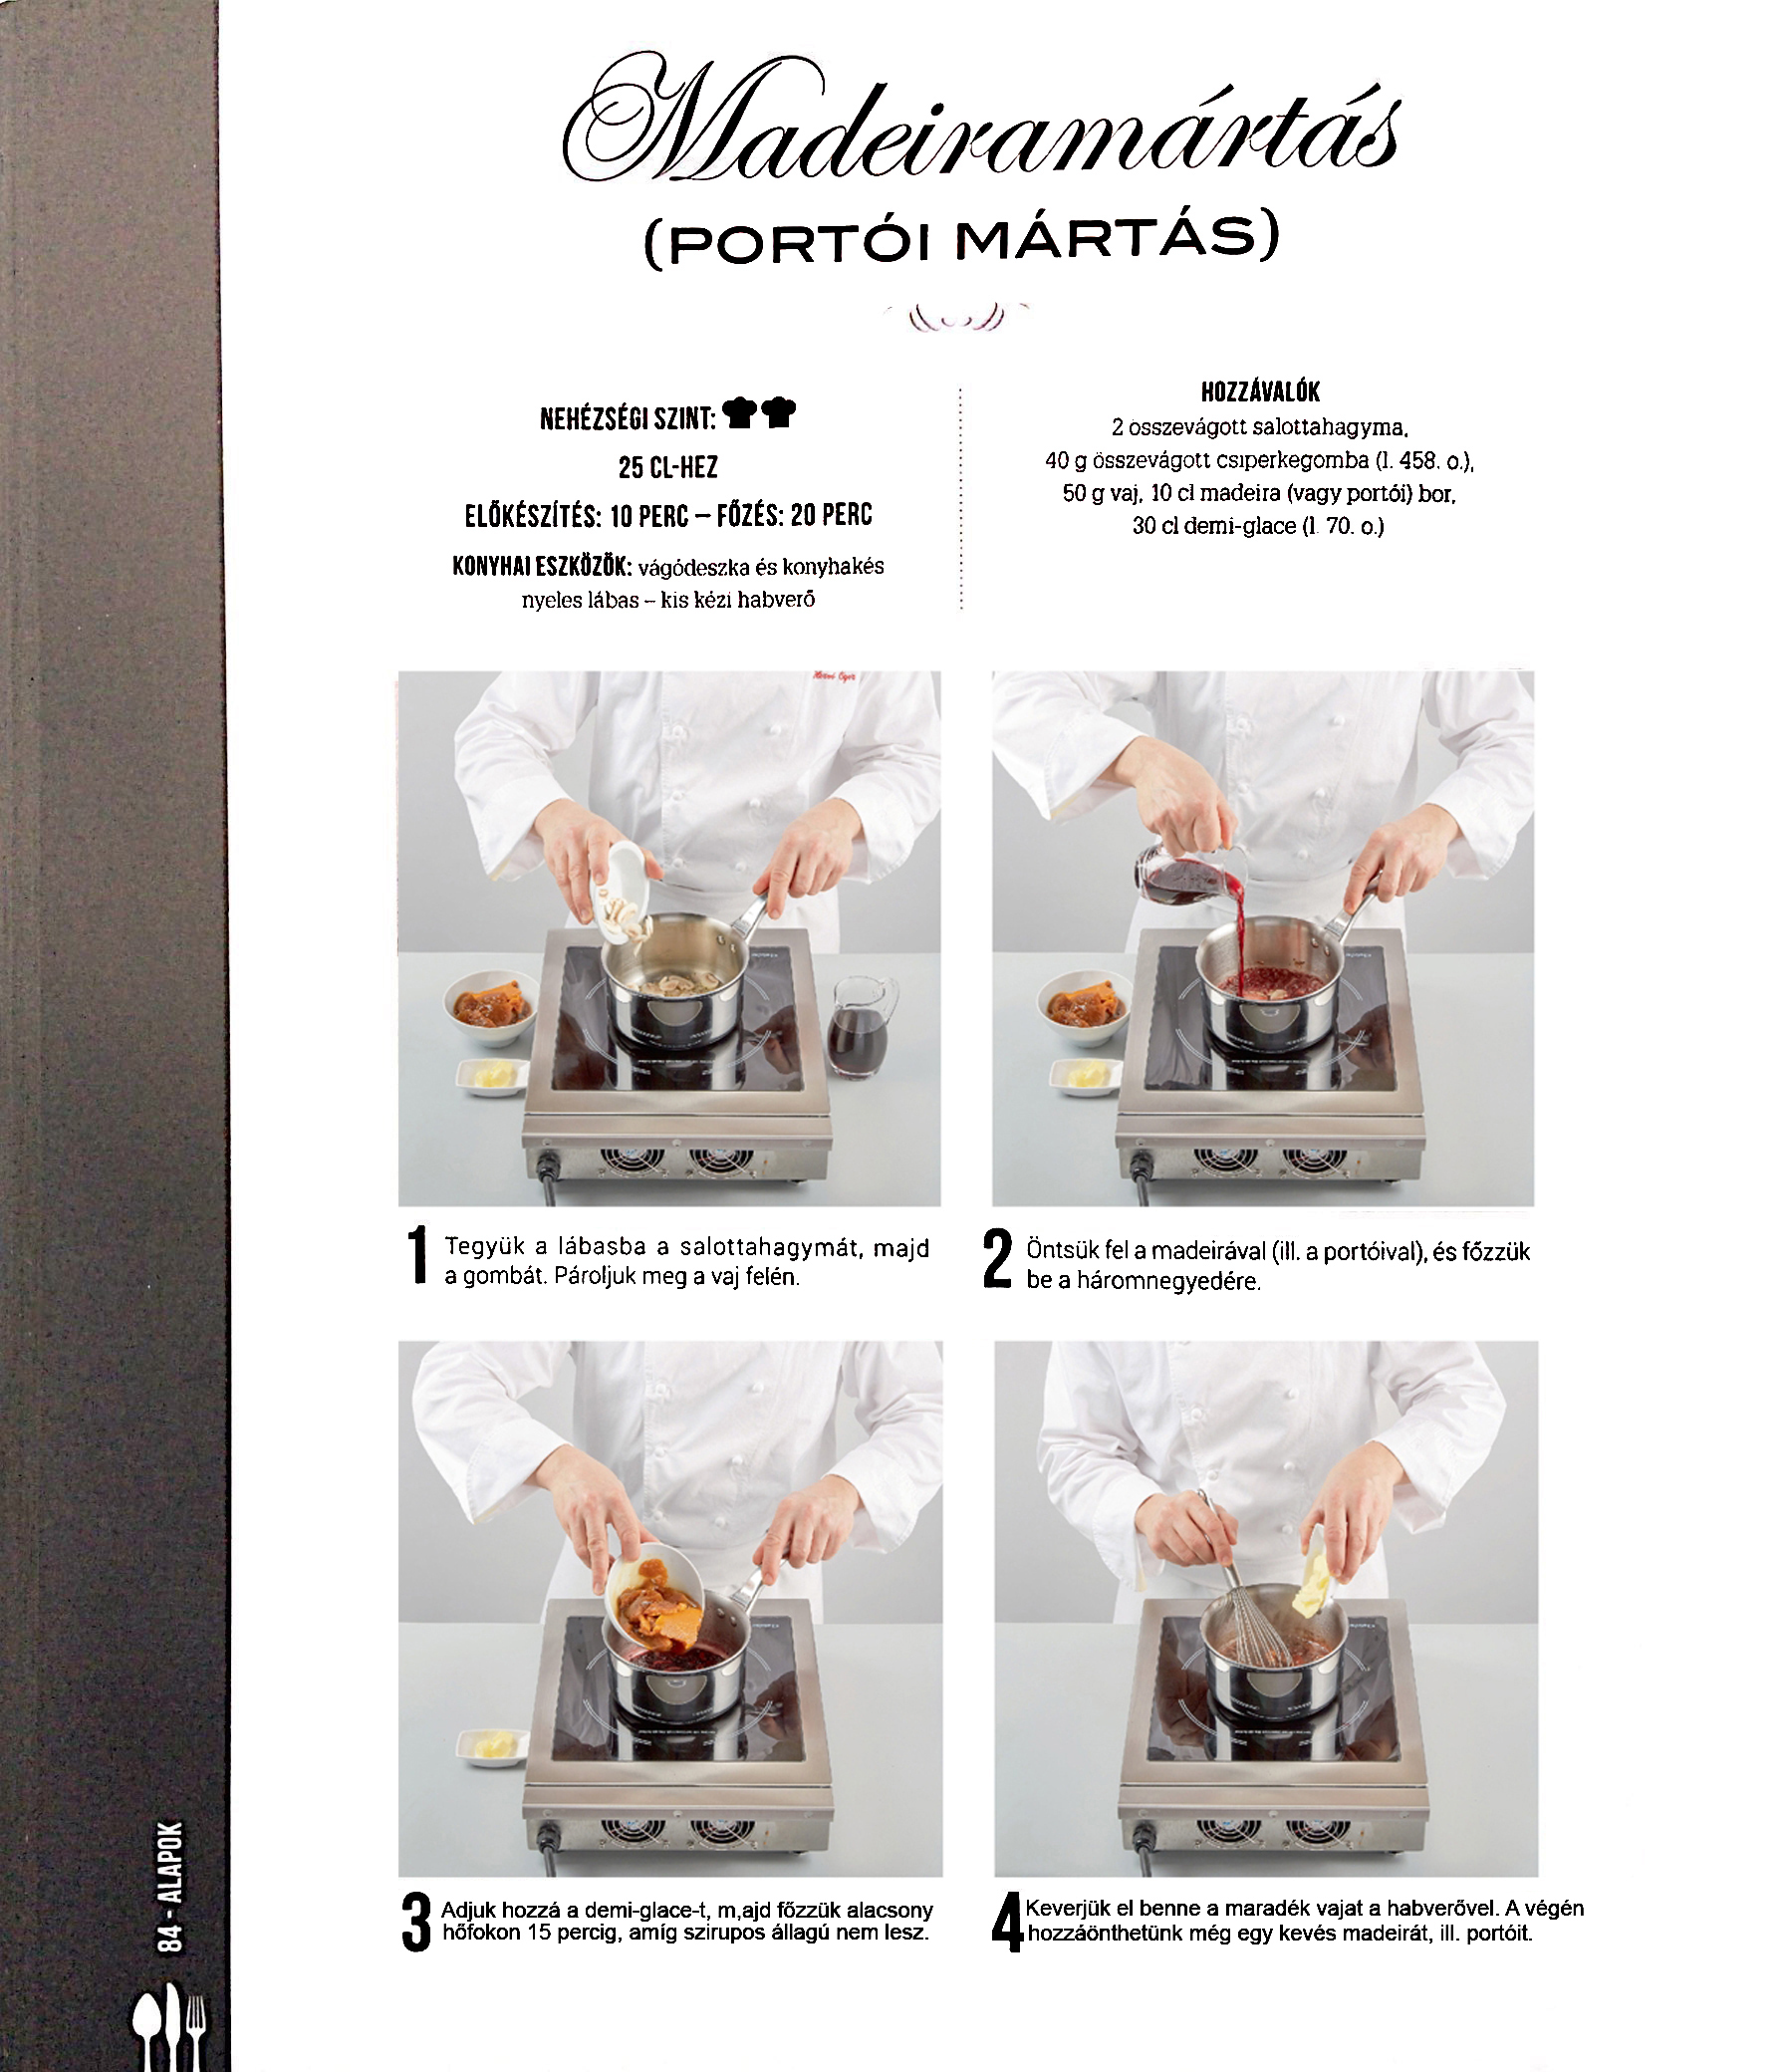 Madeiramártás
(PORTÓI MÁRTÁS)
NEHÉZSÉGI SZINT:
25 CL-HEZ
ELŐKÉSZÍTÉS: 10 PERC – FŐZÉS: 20 PERC
KONYHAI ESZKÖZÖK: vágódeszka és konyhakés
nyeles lábas – kis kézi habverő
HOZZÁVALÓK
2 összevágott salottahagyma,
40 g összevágott csiperkegomba (l. 458. o.),
50 g vaj, 10 cl madeira (vagy portói) bor,
30 cl demi-glace (l. 70. o.)
1 Tegyük a lábasba a salottahagymát, majd
a gombát. Pároljuk meg a vaj felén.
2 Öntsük fel a madeirával (ill. a portóival), és főzzük
be a háromnegyedére.
3 Adjuk hozzá a demi-glace-t, m,ajd főzzük alacsony
hőfokon 15 percig, amíg szirupos állagú nem lesz.
4 Keverjük el benne a maradék vajat a habverővel. A végén
hozzáönthetünk még egy kevés madeirát, ill. portóit.
84 - ALAPOK